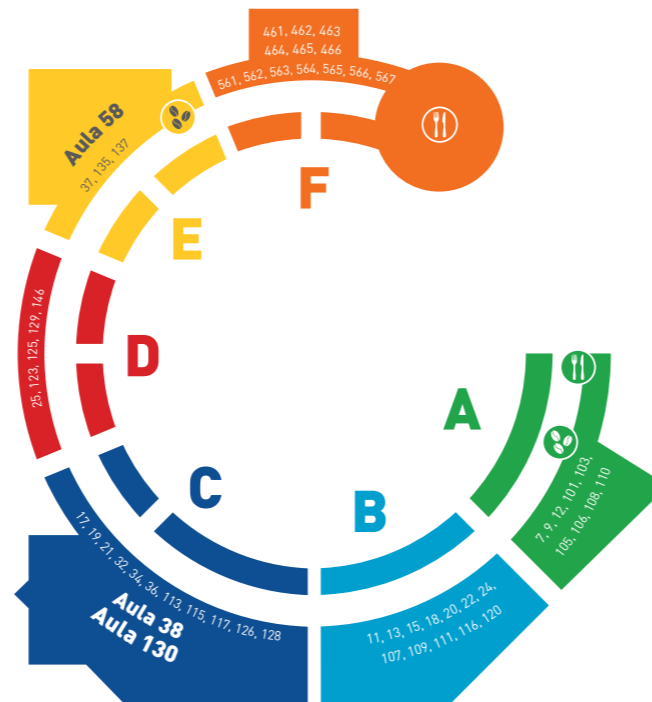 461, 462, 463
464, 465, 466
561, 562, 563, 564, 565, 566, 567
F
Aula 58
37, 135, 137
E
25, 123, 125, 129, 146
D
A
7, 9, 12, 101, 103,
105, 106, 108, 110
C
17, 19, 21, 32, 34, 36, 113, 115, 117, 126, 128
Aula 38
Aula 130
B
11, 13, 15, 18, 20, 22, 24,
107, 109, 111, 116, 120